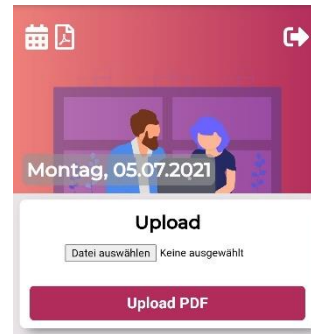 Montag, 05.07.2021
Upload
Datei auswählen Keine ausgewählt
Upload PDF